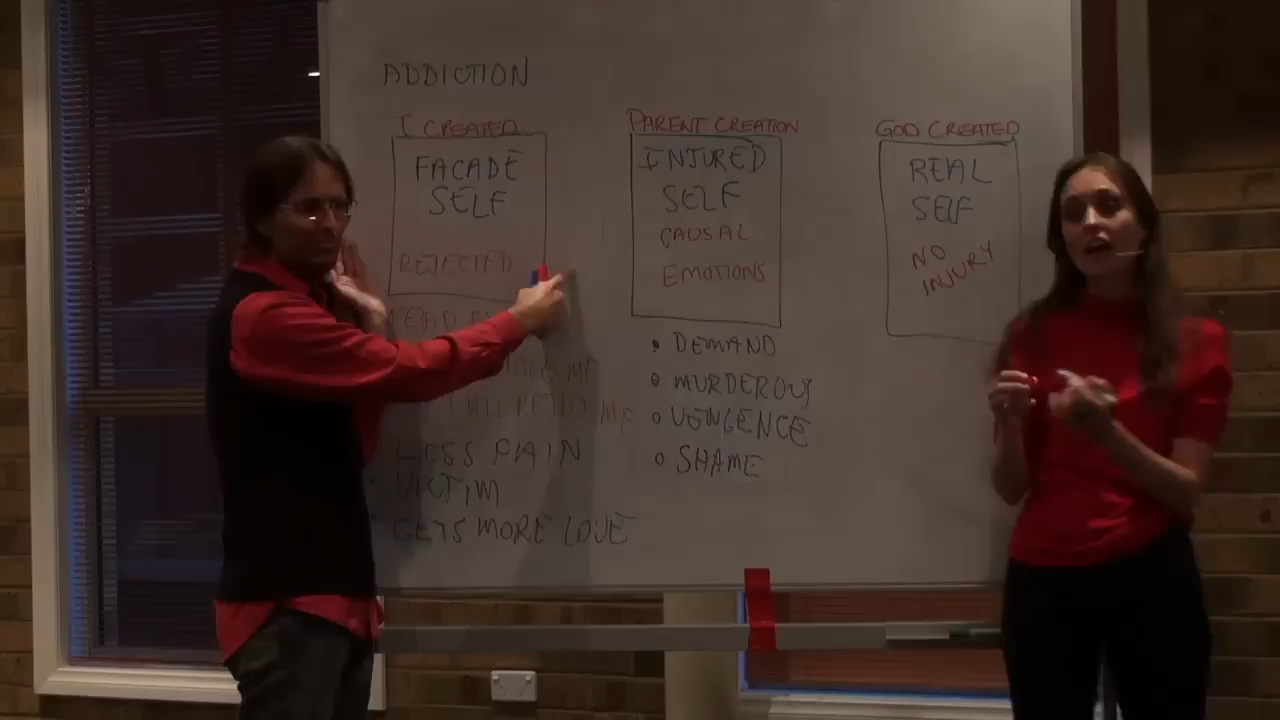 ADDICTION
I CREATED
FACADE
SELF
REJECTED
LESS PAIN
VICTIM
GETS MORE LOVE
PARENT CREATION
INJURED
SELF
CAUSAL
EMOTIONS
• DEMAND
• MURDEROUS
• VENGENCE
• SHAME
GOD CREATED
REAL
SELF
NO
INJURY